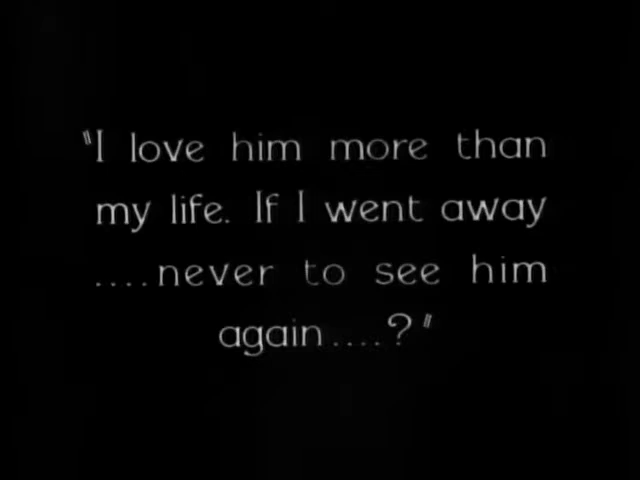 "I love him more than
my life. If I went away
....never to see him
again....?"